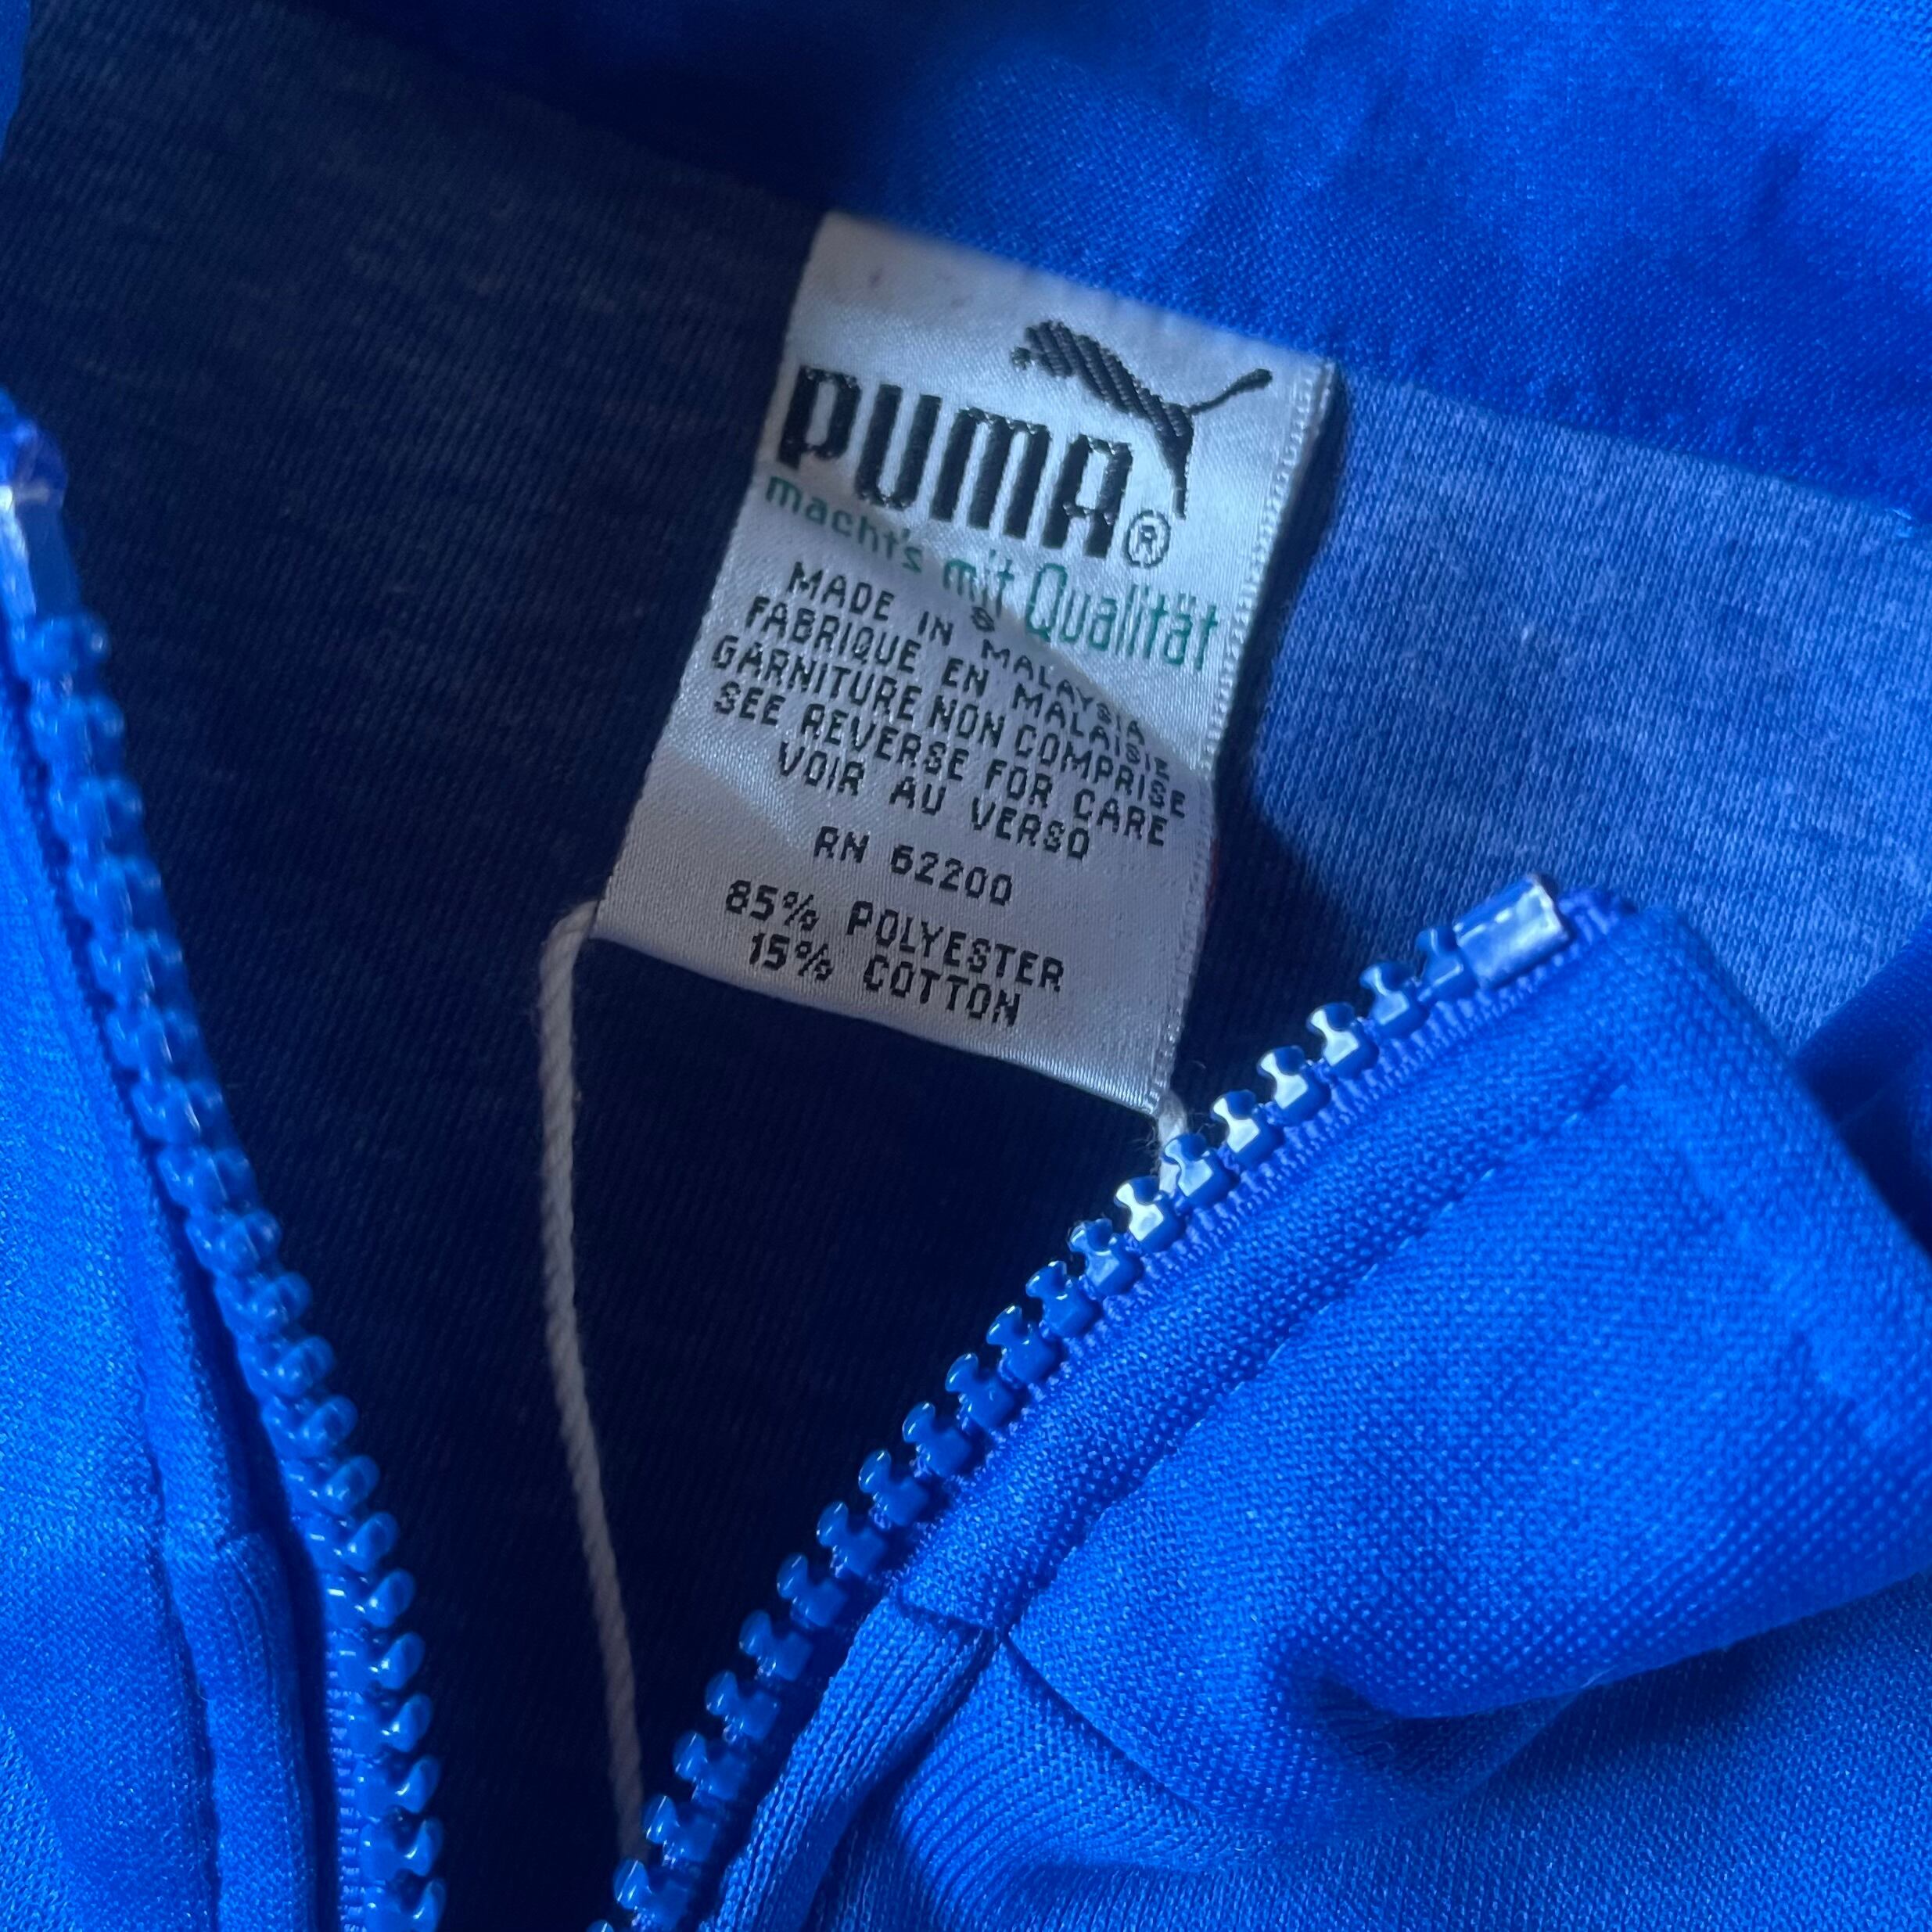 PUMA®
macht's mit Qualität
MADE IN MALAYSIA
FABRIQUE EN MALAISIE
GARNITURE NON COMPRISE
SEE REVERSE FOR CARE
VOIR AU VERSO
RN 62200
85% POLYESTER
15% COTTON